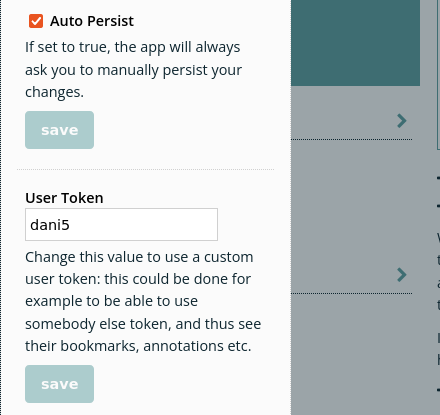 Auto Persist
If set to true, the app will always
ask you to manually persist your
changes.
save
User Token
dani5
Change this value to use a custom
user token: this could be done for
example to be able to use
somebody else token, and thus see
their bookmarks, annotations etc.
save